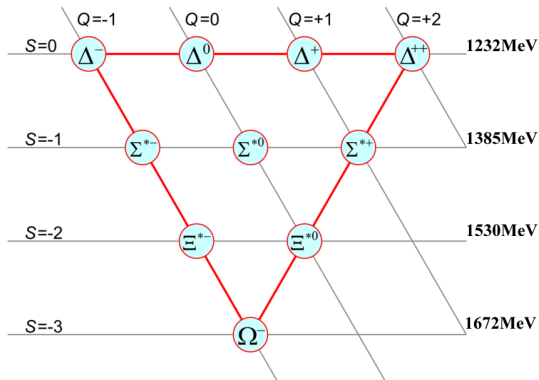 Q=-1 Q=0 Q=+1 Q=+2
S=0 Δ⁻ Δ⁰ Δ⁺ Δ⁺⁺ 1232MeV
S=-1 Σ*⁻ Σ*⁰ Σ*⁺ 1385MeV
S=-2 Ξ*⁻ Ξ*⁰ 1530MeV
S=-3 Ω⁻ 1672MeV